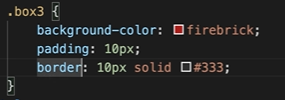 .box3 {
background-color: firebrick;
padding: 10px;
border: 10px solid #333;
}